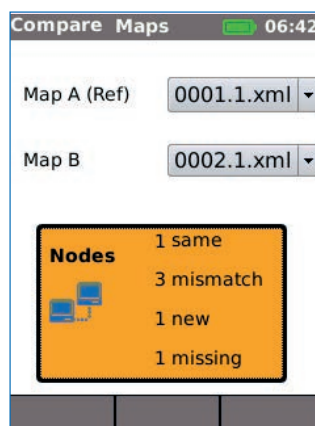 Compare Maps 06:42
Map A (Ref) 0001.1.xml
Map B 0002.1.xml
Nodes
1 same
3 mismatch
1 new
1 missing